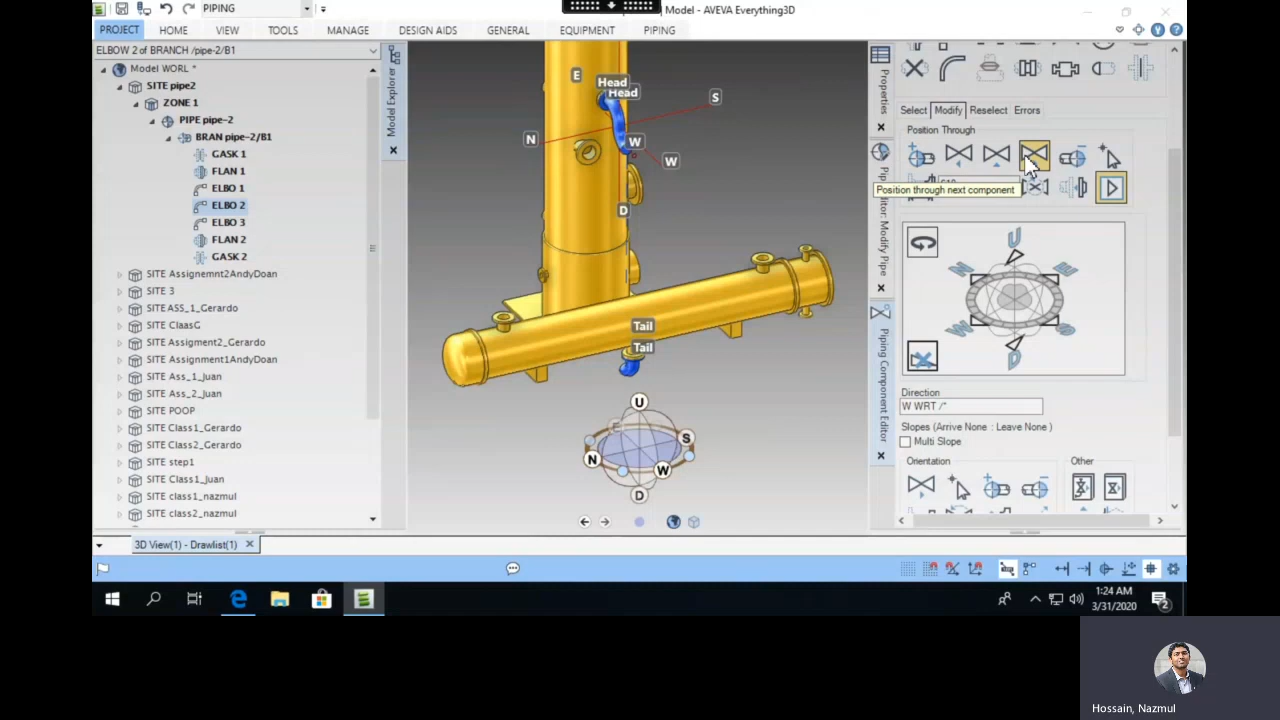 PIPING
Model - AVEVA Everything3D
PROJECT HOME VIEW TOOLS MANAGE DESIGN AIDS GENERAL EQUIPMENT PIPING
ELBOW 2 of BRANCH /pipe-2/B1
Model WORL *
SITE pipe2
ZONE 1
PIPE pipe-2
BRAN pipe-2/B1
GASK 1
FLAN 1
ELBO 1
ELBO 2
ELBO 3
FLAN 2
GASK 2
SITE Assignemnt2AndyDoan
SITE 3
SITE ASS_1_Gerardo
SITE ClaasG
SITE Assigment2_Gerardo
SITE Assignment1AndyDoan
SITE Ass_1_Juan
SITE Ass_2_Juan
SITE POOP
SITE Class1_Gerardo
SITE Class2_Gerardo
SITE step1
SITE Class1_Juan
SITE class1_nazmul
SITE class2_nazmul
Model Explorer
E
Head
Head
S
N
W
W
D
Tail
Tail
U
E
S
N
W
D
3D View(1) - Drawlist(1)
Properties
Piping Component Editor
Select Modify Reselect Errors
Position Through
Position through next component
U
N
E
W
S
D
Direction
W WRT /*
Slopes (Arrive None : Leave None )
Multi Slope
Orientation
Other
1:24 AM
3/31/2020
2
Hossain, Nazmul